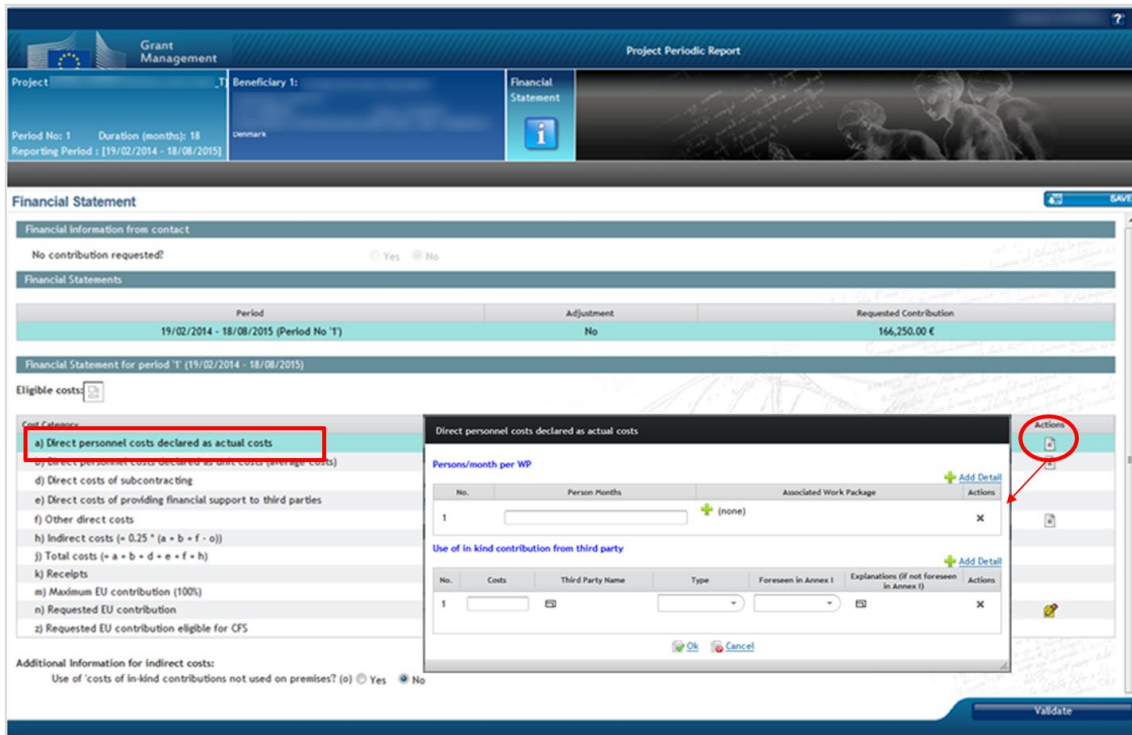 ?
Grant
Management
Project Periodic Report
Project
_T]
Beneficiary 1:
Financial
Statement
Period No: 1 Duration (months): 18
Denmark
Reporting Period : [19/02/2014 - 18/08/2015]
Financial Statement
SAVE
Financial information from contact
No contribution requested? Yes No
Financial Statements
Period Adjustment Requested Contribution
19/02/2014 - 18/08/2015 (Period No '1') No 166,250.00 €
Financial Statement for period '1' (19/02/2014 - 18/08/2015)
Eligible costs:
Cost Category Actions
a) Direct personnel costs declared as actual costs
b) Direct personnel costs declared as unit costs (average costs)
d) Direct costs of subcontracting
e) Direct costs of providing financial support to third parties
f) Other direct costs
h) Indirect costs (= 0.25 * (a + b + f - o))
j) Total costs (= a + b + d + e + f + h)
k) Receipts
m) Maximum EU contribution (100%)
n) Requested EU contribution
z) Requested EU contribution eligible for CFS
Direct personnel costs declared as actual costs
Persons/month per WP
Add Detail
No. Person Months Associated Work Package Actions
1 (none)
Use of in kind contribution from third party
Add Detail
No. Costs Third Party Name Type Foreseen in Annex I Explanations (if not foreseen in Annex I) Actions
1
Ok Cancel
Additional Information for indirect costs:
Use of 'costs of in-kind contributions not used on premises? (o) Yes No
Validate